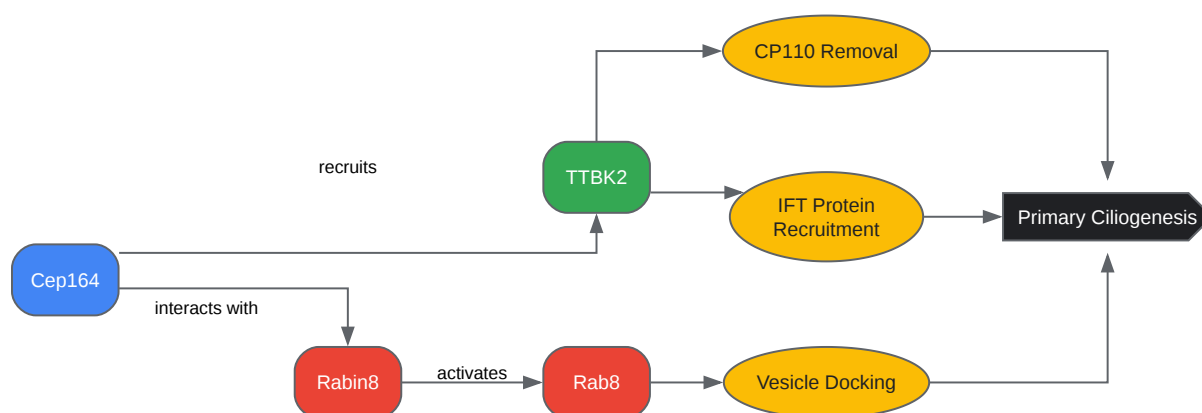 CP110 Removal
recruits
TTBK2
IFT Protein
Recruitment
Primary Ciliogenesis
Cep164
interacts with
Rabin8
activates
Rab8
Vesicle Docking